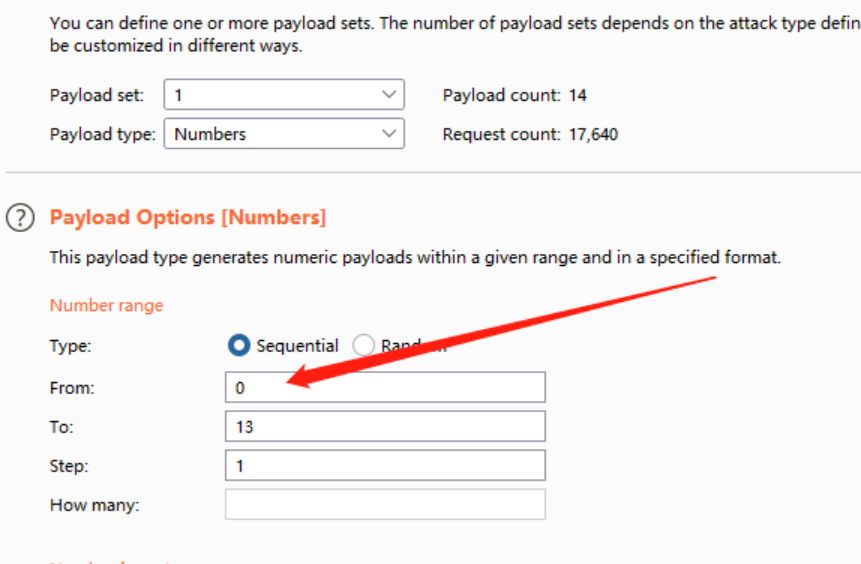 You can define one or more payload sets. The number of payload sets depends on the attack type defin
be customized in different ways.
Payload set: 1 Payload count: 14
Payload type: Numbers Request count: 17,640
Payload Options [Numbers]
This payload type generates numeric payloads within a given range and in a specified format.
Number range
Type: Sequential Random
From: 0
To: 13
Step: 1
How many: